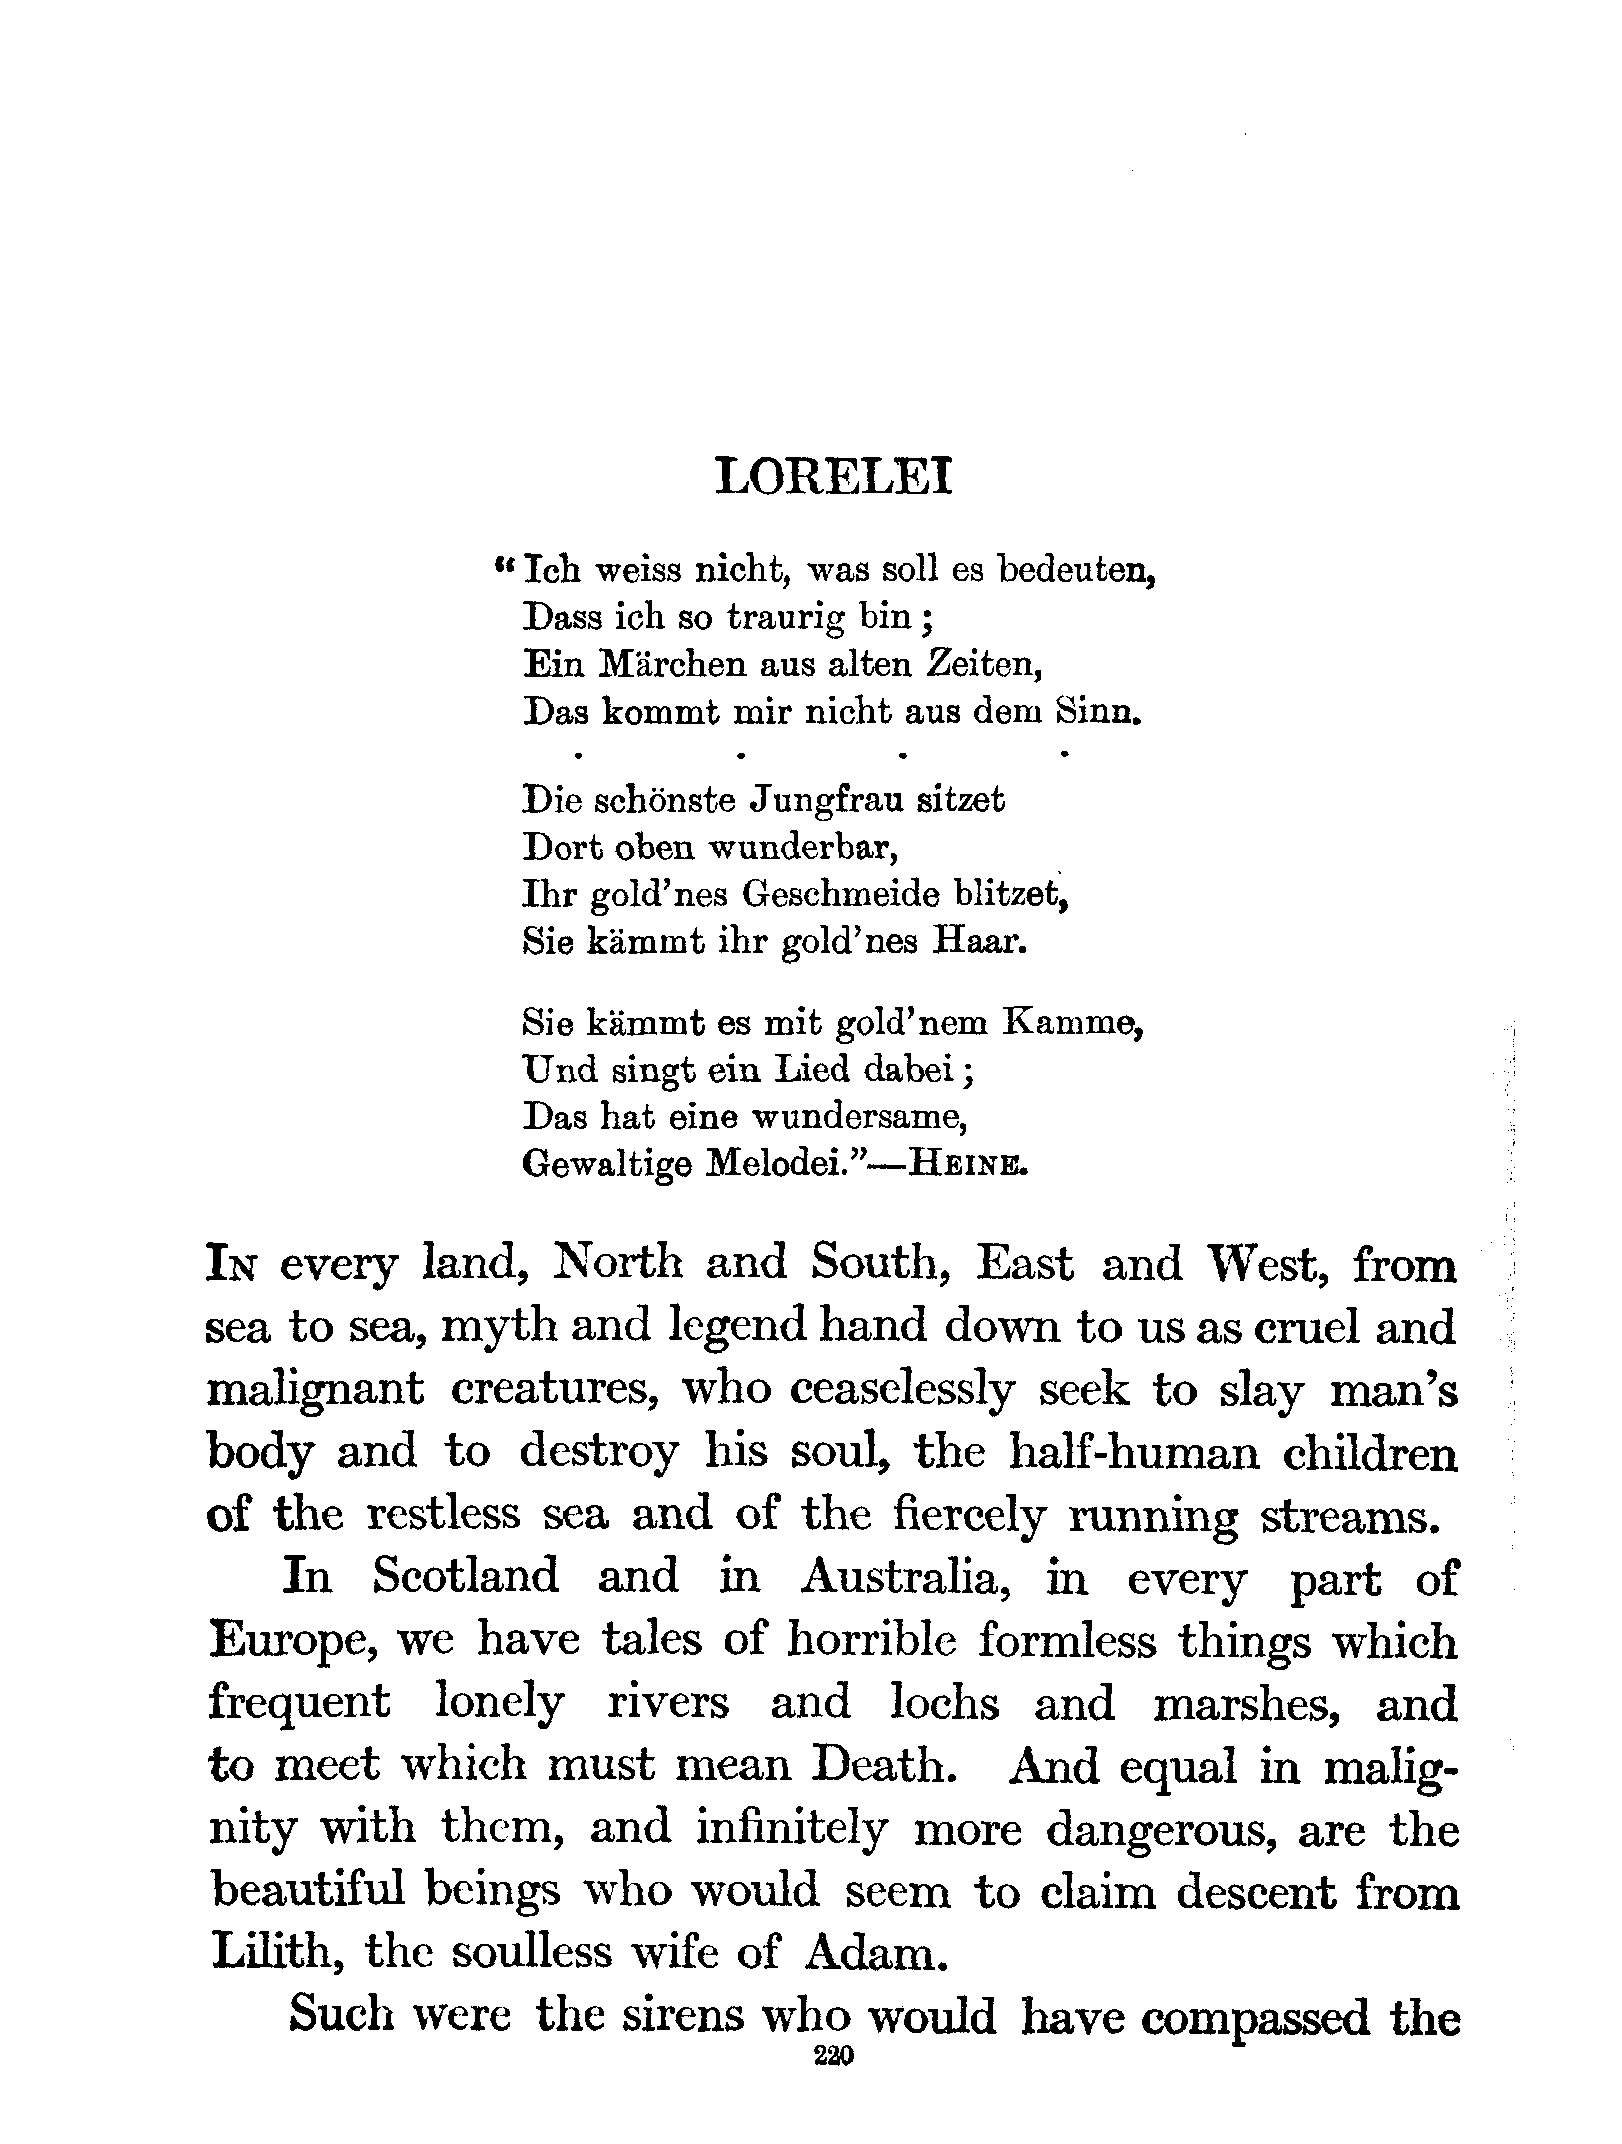 LORELEI
“Ich weiss nicht, was soll es bedeuten,
Dass ich so traurig bin;
Ein Märchen aus alten Zeiten,
Das kommt mir nicht aus dem Sinn.
. . . .
Die schönste Jungfrau sitzet
Dort oben wunderbar,
Ihr gold’nes Geschmeide blitzet,
Sie kämmt ihr gold’nes Haar.
Sie kämmt es mit gold’nem Kamme,
Und singt ein Lied dabei;
Das hat eine wundersame,
Gewaltige Melodei.”—HEINE.
IN every land, North and South, East and West, from
sea to sea, myth and legend hand down to us as cruel and
malignant creatures, who ceaselessly seek to slay man’s
body and to destroy his soul, the half-human children
of the restless sea and of the fiercely running streams.
In Scotland and in Australia, in every part of
Europe, we have tales of horrible formless things which
frequent lonely rivers and lochs and marshes, and
to meet which must mean Death. And equal in malig-
nity with them, and infinitely more dangerous, are the
beautiful beings who would seem to claim descent from
Lilith, the soulless wife of Adam.
Such were the sirens who would have compassed the
220